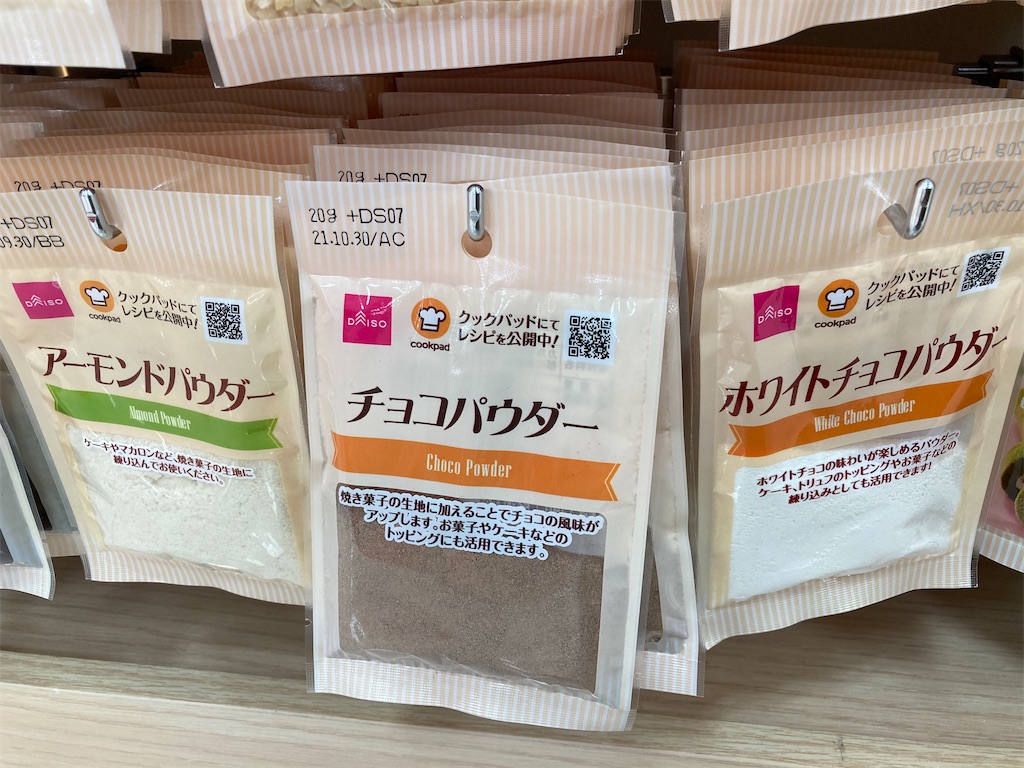 20g +DS07
+DS07
09.30/BB
DAISO
cookpad
クックパッドにて
レシピを公開中!
アーモンドパウダー
Almond Powder
ケーキやマカロンなど、焼き菓子の生地に
練り込んでお使いください。
20g +DS07
20g +DS07
21.10.30/AC
DAISO
cookpad
クックパッドにて
レシピを公開中!
チョコパウダー
Choco Powder
焼き菓子の生地に加えることでチョコの風味が
アップします。お菓子やケーキなどの
トッピングにも活用できます。
DAISO
cookpad
クックパッドにて
レシピを公開中!
ホワイトチョコパウダー
White Choco Powder
ホワイトチョコの味わいが楽しめるパウダー。
ケーキ、トリュフのトッピングやお菓子などの
練り込みとしても活用できます!